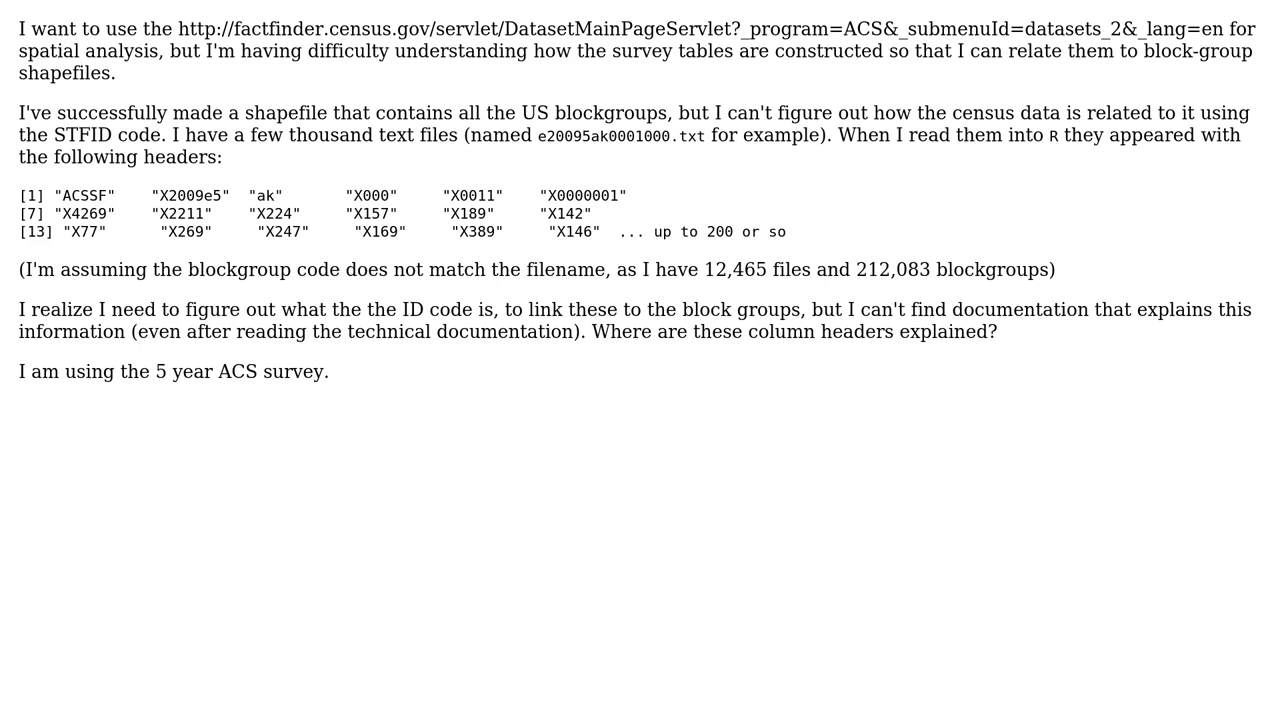 I want to use the http://factfinder.census.gov/servlet/DatasetMainPageServlet?_program=ACS&_submenuId=datasets_2&_lang=en for
spatial analysis, but I'm having difficulty understanding how the survey tables are constructed so that I can relate them to block-group
shapefiles.
I've successfully made a shapefile that contains all the US blockgroups, but I can't figure out how the census data is related to it using
the STFID code. I have a few thousand text files (named e20095ak0001000.txt for example). When I read them into R they appeared with
the following headers:
[1] "ACSSF"    "X2009e5"  "ak"       "X000"     "X0011"    "X0000001"
[7] "X4269"    "X2211"    "X224"     "X157"     "X189"     "X142"
[13] "X77"      "X269"     "X247"     "X169"     "X389"     "X146"  ... up to 200 or so
(I'm assuming the blockgroup code does not match the filename, as I have 12,465 files and 212,083 blockgroups)
I realize I need to figure out what the the ID code is, to link these to the block groups, but I can't find documentation that explains this
information (even after reading the technical documentation). Where are these column headers explained?
I am using the 5 year ACS survey.